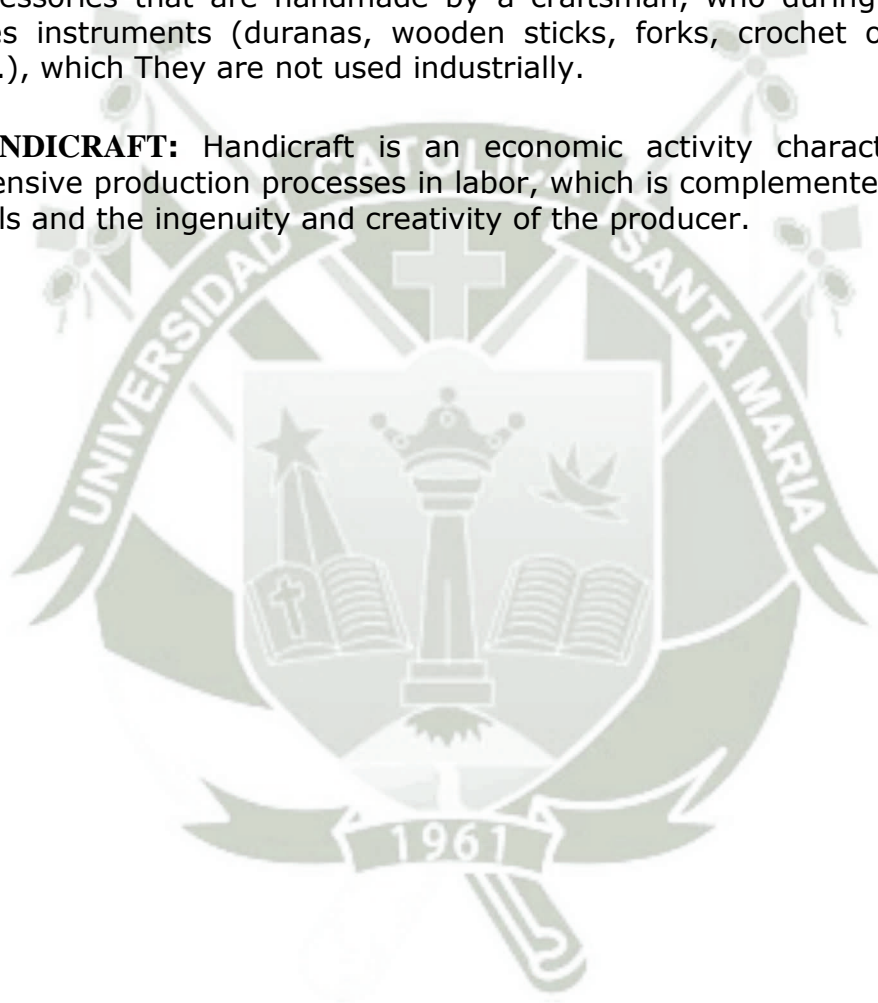 essories that are handmade by a craftsman, who during
es instruments (duranas, wooden sticks, forks, crochet o
.), which They are not used industrially.
NDICRAFT: Handicraft is an economic activity charact
ensive production processes in labor, which is complemente
ls and the ingenuity and creativity of the producer.
CATOLICA
UNIVERSIDAD
SANTA MARIA
1961